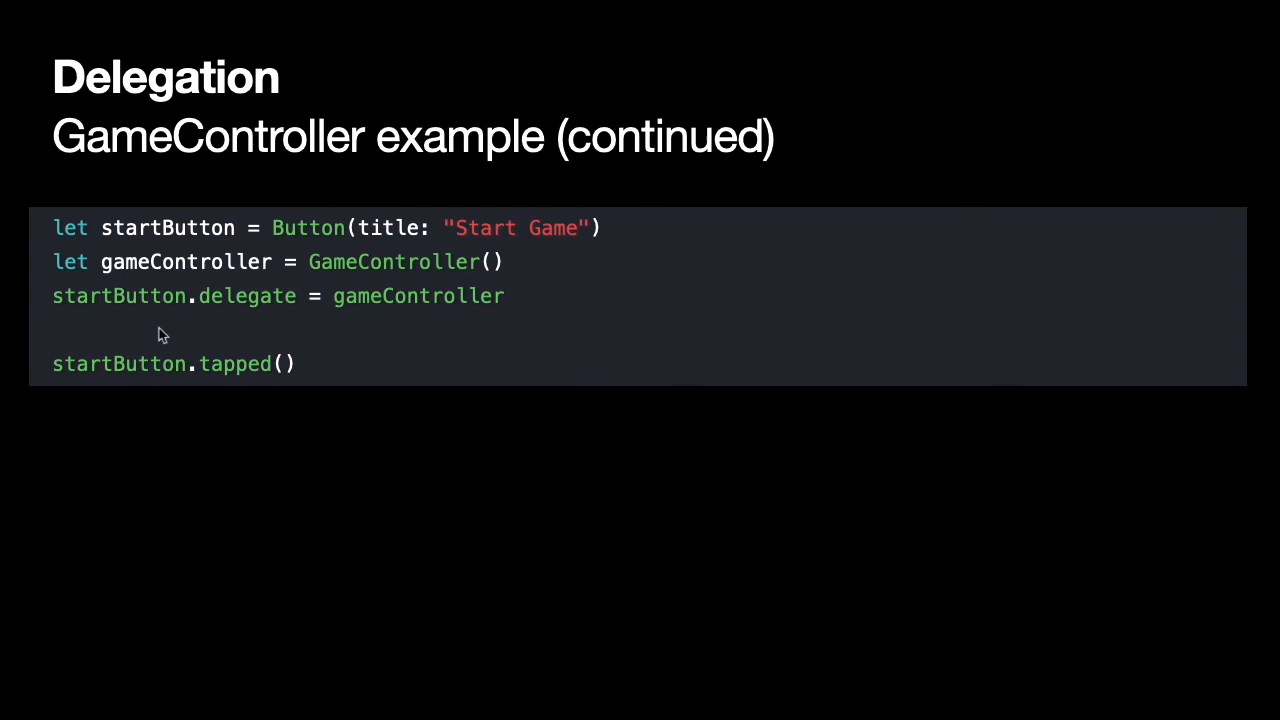 Delegation
GameController example (continued)
let startButton = Button(title: "Start Game")
let gameController = GameController()
startButton.delegate = gameController
startButton.tapped()